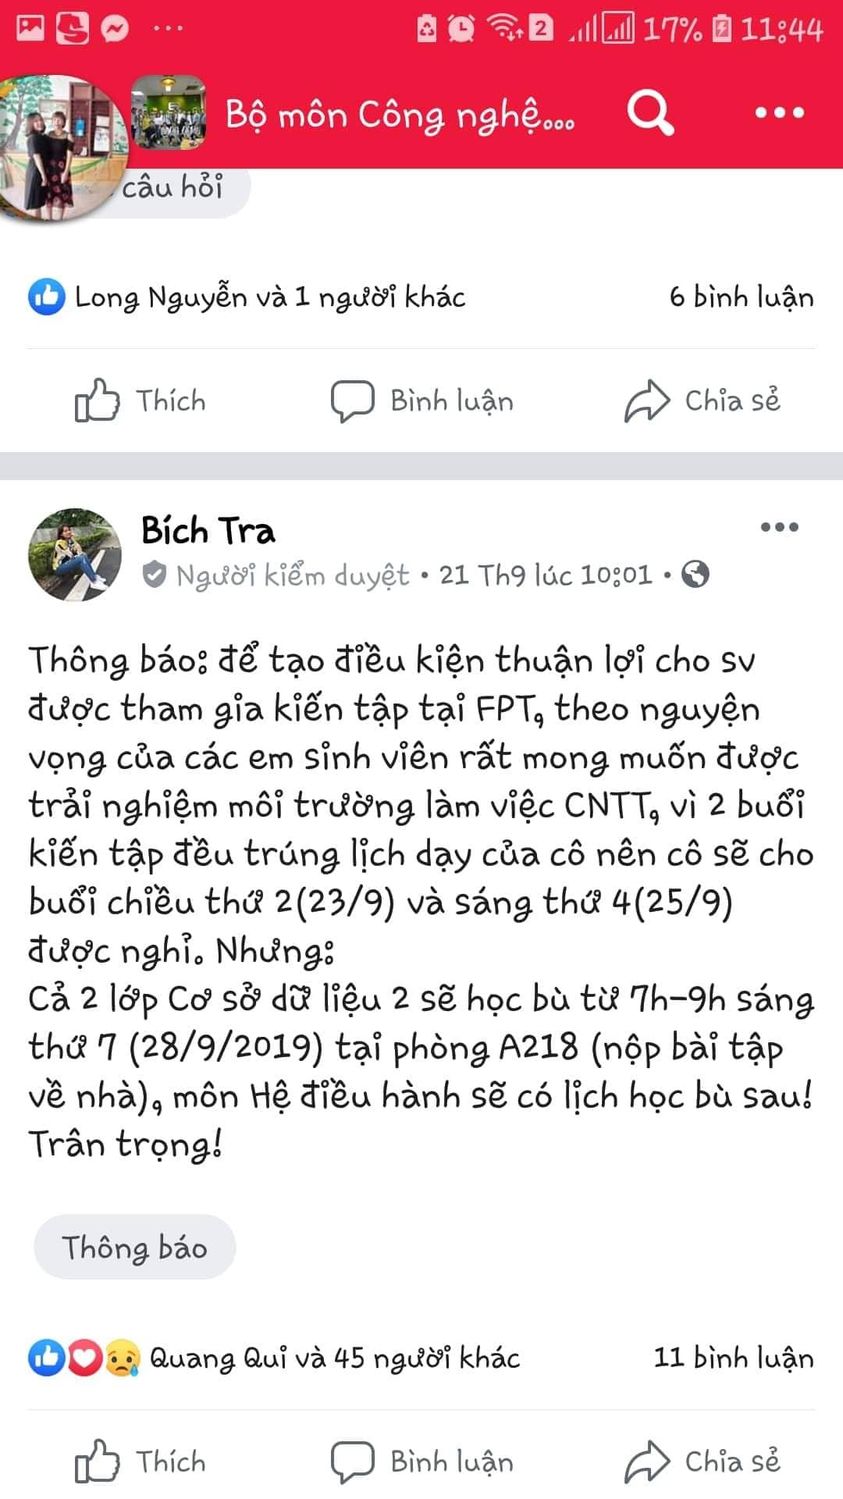 2 17% 11:44
Bộ môn Công nghệ...
câu hỏi
Long Nguyễn và 1 người khác 6 bình luận
Thích Bình luận Chia sẻ
Bích Tra
Người kiểm duyệt • 21 Th9 lúc 10:01 •
Thông báo: để tạo điều kiện thuận lợi cho sv
được tham gia kiến tập tại FPT, theo nguyện
vọng của các em sinh viên rất mong muốn được
trải nghiệm môi trường làm việc CNTT, vì 2 buổi
kiến tập đều trúng lịch dạy của cô nên cô sẽ cho
buổi chiều thứ 2(23/9) và sáng thứ 4(25/9)
được nghỉ. Nhưng:
Cả 2 lớp Cơ sở dữ liệu 2 sẽ học bù từ 7h-9h sáng
thứ 7 (28/9/2019) tại phòng A218 (nộp bài tập
về nhà), môn Hệ điều hành sẽ có lịch học bù sau!
Trân trọng!
Thông báo
Quang Qui và 45 người khác 11 bình luận
Thích Bình luận Chia sẻ